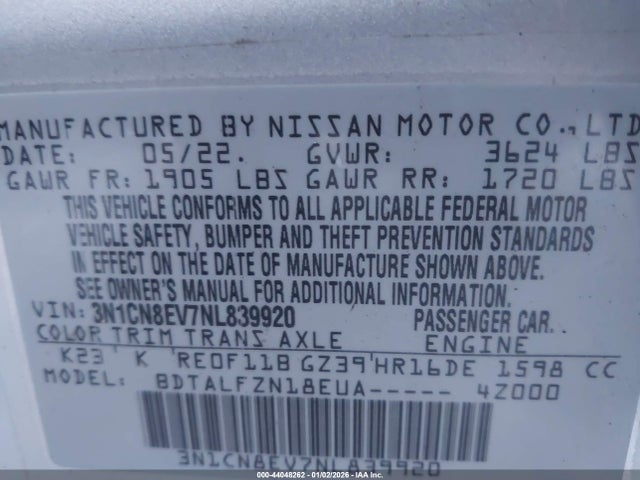 MANUFACTURED BY NISSAN MOTOR CO., LTD
DATE: 05/22. GVWR: 3624 LBS
GAWR FR: 1905 LBS GAWR RR: 1720 LBS
THIS VEHICLE CONFORMS TO ALL APPLICABLE FEDERAL MOTOR
VEHICLE SAFETY, BUMPER AND THEFT PREVENTION STANDARDS
IN EFFECT ON THE DATE OF MANUFACTURE SHOWN ABOVE.
SEE OWNER'S MANUAL FOR ADDITIONAL INFORMATION.
VIN: 3N1CN8EV7NL839920 PASSENGER CAR.
COLOR TRIM TRANS AXLE ENGINE
K23 K RE0F11B GZ39 HR16DE 1598 CC
MODEL: BDTALFZN18EUA----- 4Z000
3N1CN8EV7NL839920
000-44048262 - 01/02/2026 - IAAI, Inc.